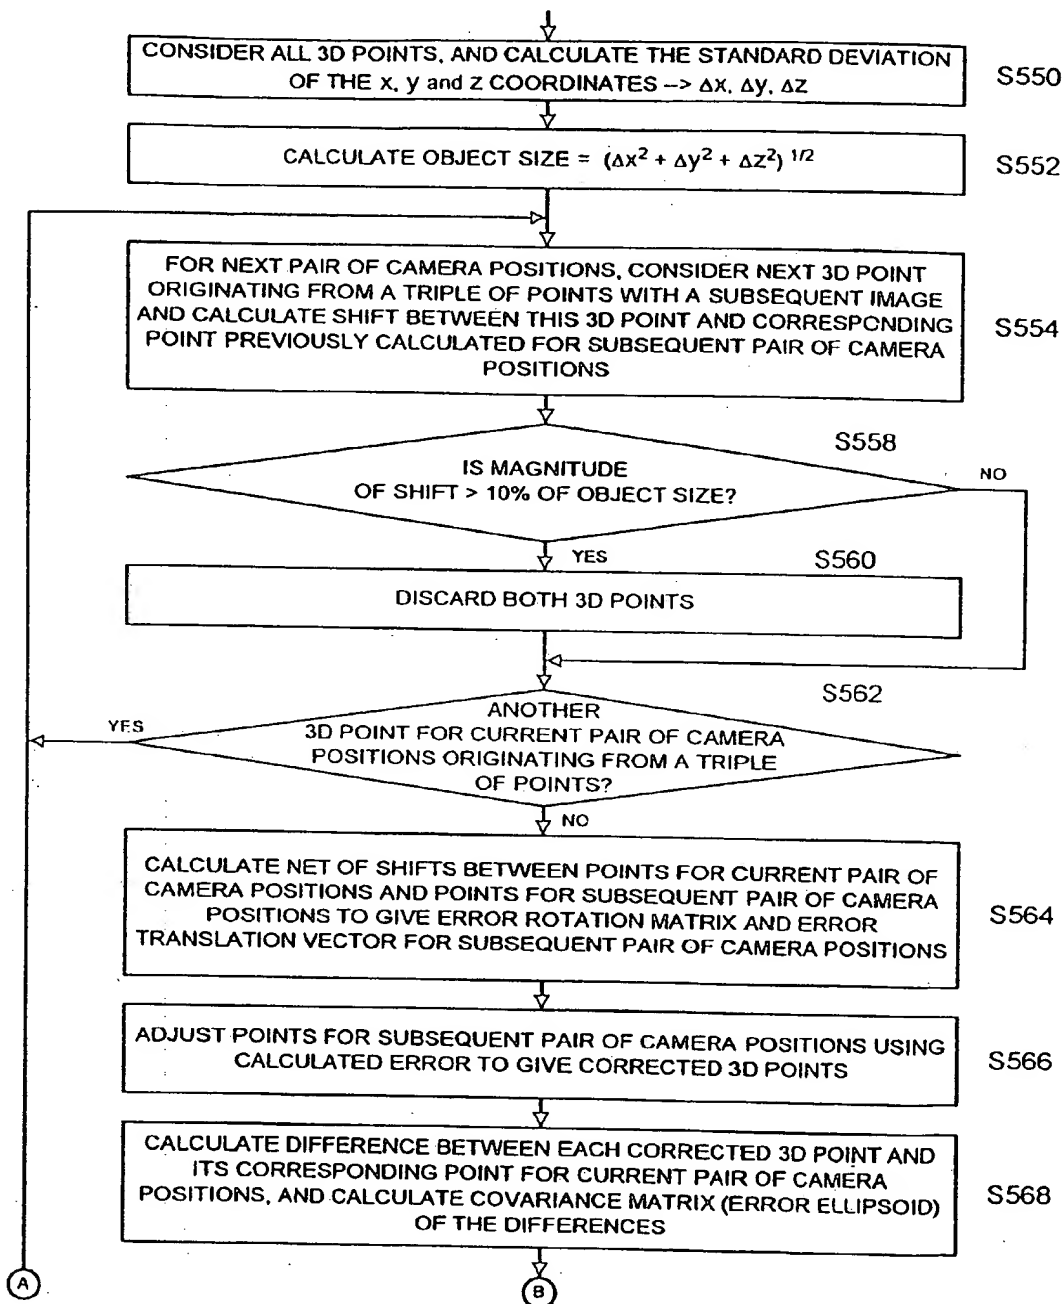 CONSIDER ALL 3D POINTS, AND CALCULATE THE STANDARD DEVIATION
OF THE x, y and z COORDINATES --> Δx, Δy, Δz
S550
CALCULATE OBJECT SIZE = (Δx² + Δy² + Δz²) ¹/²
S552
FOR NEXT PAIR OF CAMERA POSITIONS, CONSIDER NEXT 3D POINT
ORIGINATING FROM A TRIPLE OF POINTS WITH A SUBSEQUENT IMAGE
AND CALCULATE SHIFT BETWEEN THIS 3D POINT AND CORRESPONDING
POINT PREVIOUSLY CALCULATED FOR SUBSEQUENT PAIR OF CAMERA
POSITIONS
S554
S558
IS MAGNITUDE
OF SHIFT > 10% OF OBJECT SIZE?
NO
YES
S560
DISCARD BOTH 3D POINTS
S562
YES
ANOTHER
3D POINT FOR CURRENT PAIR OF CAMERA
POSITIONS ORIGINATING FROM A TRIPLE
OF POINTS?
NO
CALCULATE NET OF SHIFTS BETWEEN POINTS FOR CURRENT PAIR OF
CAMERA POSITIONS AND POINTS FOR SUBSEQUENT PAIR OF CAMERA
POSITIONS TO GIVE ERROR ROTATION MATRIX AND ERROR
TRANSLATION VECTOR FOR SUBSEQUENT PAIR OF CAMERA POSITIONS
S564
ADJUST POINTS FOR SUBSEQUENT PAIR OF CAMERA POSITIONS USING
CALCULATED ERROR TO GIVE CORRECTED 3D POINTS
S566
CALCULATE DIFFERENCE BETWEEN EACH CORRECTED 3D POINT AND
ITS CORRESPONDING POINT FOR CURRENT PAIR OF CAMERA
POSITIONS, AND CALCULATE COVARIANCE MATRIX (ERROR ELLIPSOID)
OF THE DIFFERENCES
S568
A
B